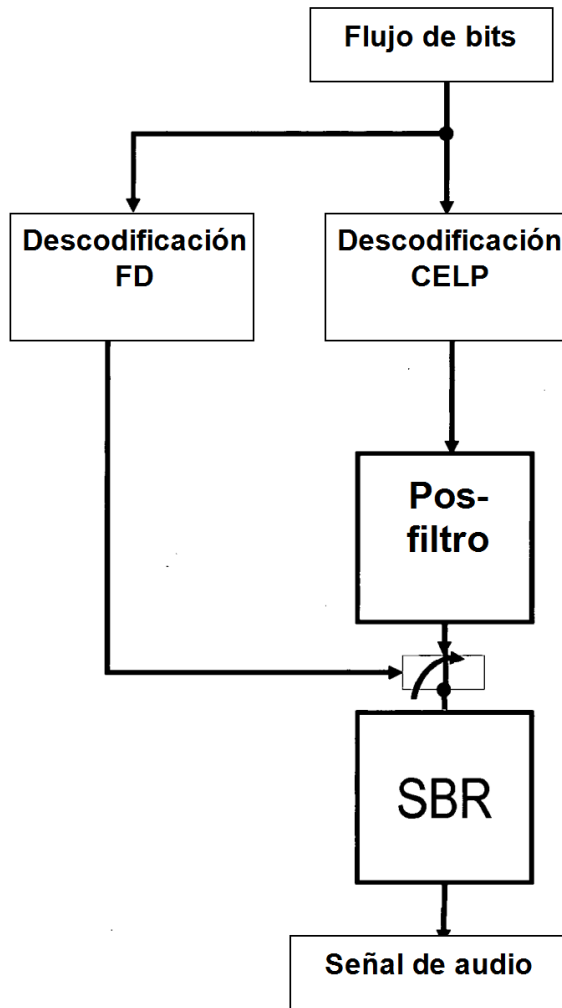 Flujo de bits
Descodificación
FD
Descodificación
CELP
Pos-
filtro
SBR
Señal de audio